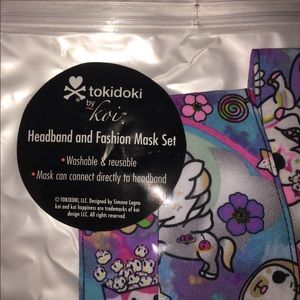 tokidoki
by
koi
Headband and Fashion Mask Set
• Washable & reusable
• Mask can connect directly to headband
© TOKIDOKI, LLC. Designed by Simone Legno
koi and koi happiness are trademarks of koi
design LLC. All rights reserved.